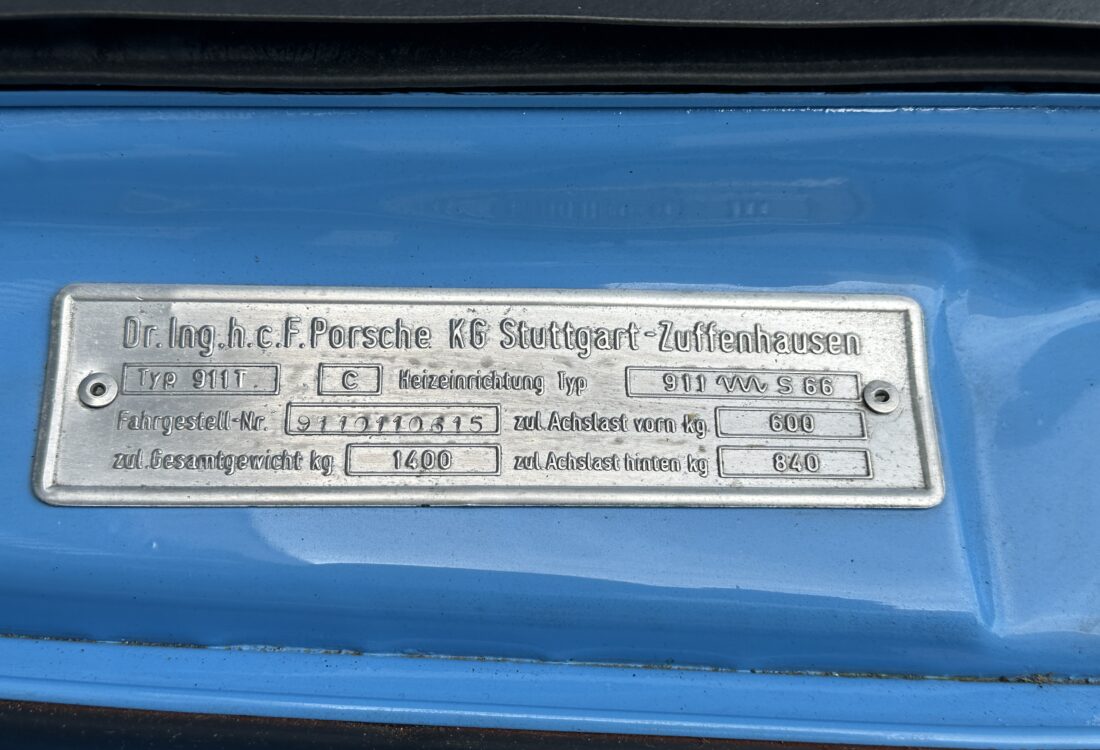 Dr. Ing. h. c. F. Porsche KG Stuttgart-Zuffenhausen
Typ 911T. C Heizeinrichtung Typ 911 S 66
Fahrgestell-Nr. 9110110615 zul. Achslast vorn kg 600
zul. Gesamtgewicht kg 1400 zul. Achslast hinten kg 840